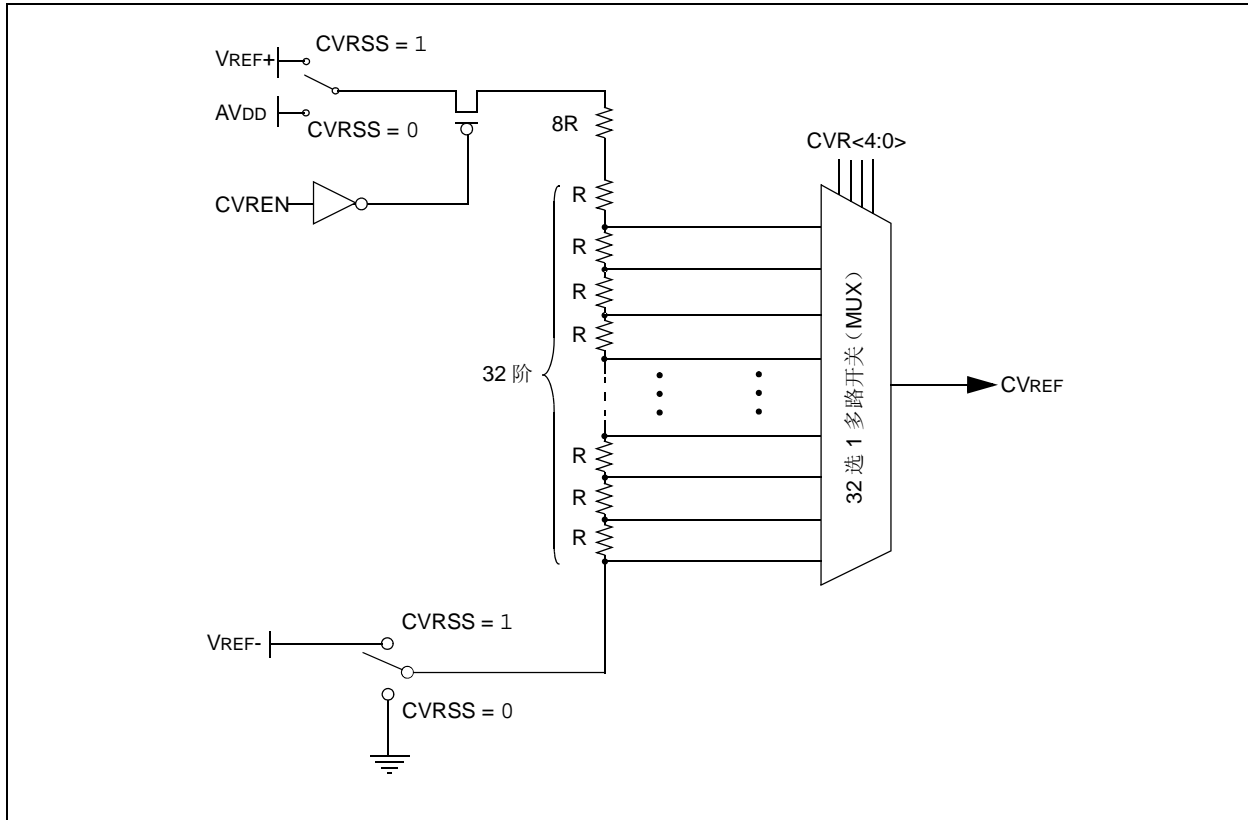 CVRSS = 1
VREF+
AVDD
CVRSS = 0
8R
CVREN
CVR<4:0>
R
R
R
R
32 阶
32 选 1 多路开关（MUX）
CVREF
R
R
R
CVRSS = 1
VREF-
CVRSS = 0